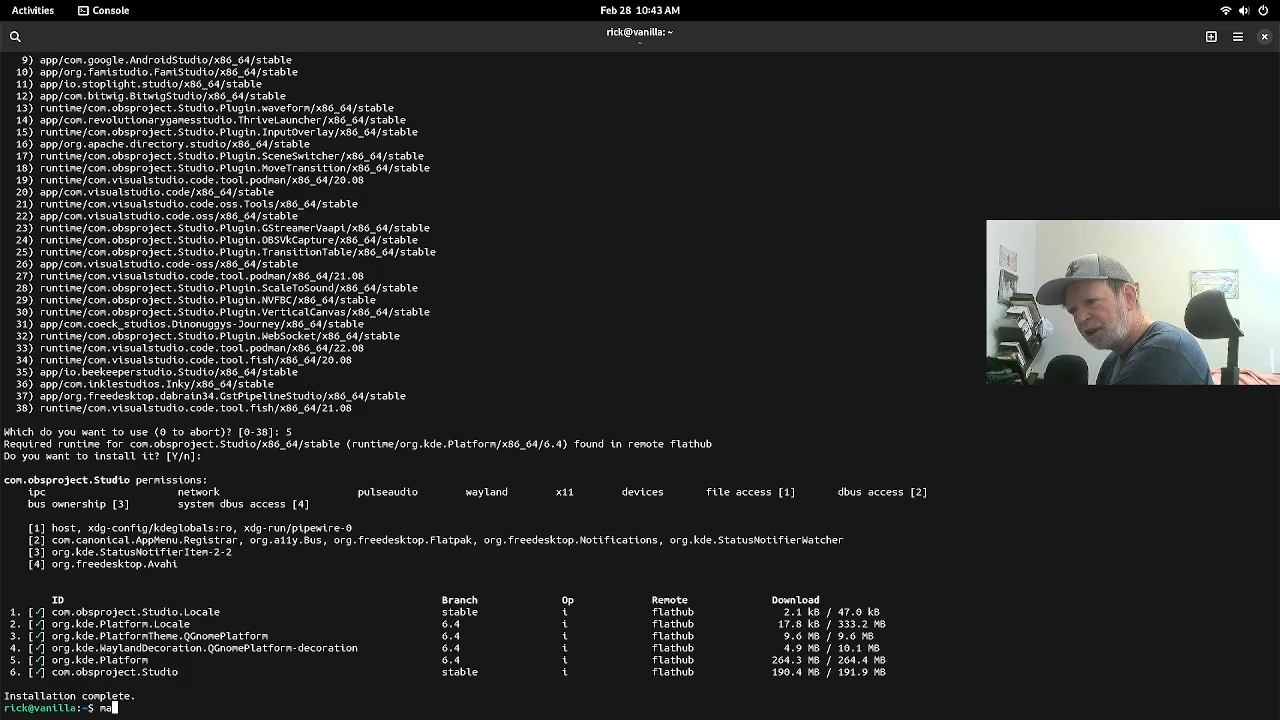 Activities
Console
Feb 28 10:43 AM
rick@vanilla: ~
~
9) app/com.google.AndroidStudio/x86_64/stable
10) app/org.famistudio.FamiStudio/x86_64/stable
11) app/io.stoplight.studio/x86_64/stable
12) app/com.bitwig.BitwigStudio/x86_64/stable
13) runtime/com.obsproject.Studio.Plugin.waveform/x86_64/stable
14) app/com.revolutionarygamesstudio.ThriveLauncher/x86_64/stable
15) runtime/com.obsproject.Studio.Plugin.InputOverlay/x86_64/stable
16) app/org.apache.directory.studio/x86_64/stable
17) runtime/com.obsproject.Studio.Plugin.SceneSwitcher/x86_64/stable
18) runtime/com.obsproject.Studio.Plugin.MoveTransition/x86_64/stable
19) runtime/com.visualstudio.code.tool.podman/x86_64/20.08
20) app/com.visualstudio.code/x86_64/stable
21) runtime/com.visualstudio.code.oss.Tools/x86_64/stable
22) app/com.visualstudio.code.oss/x86_64/stable
23) runtime/com.obsproject.Studio.Plugin.GStreamerVaapi/x86_64/stable
24) runtime/com.obsproject.Studio.Plugin.OBSVkCapture/x86_64/stable
25) runtime/com.obsproject.Studio.Plugin.TransitionTable/x86_64/stable
26) app/com.visualstudio.code-oss/x86_64/stable
27) runtime/com.visualstudio.code.tool.podman/x86_64/21.08
28) runtime/com.obsproject.Studio.Plugin.ScaleToSound/x86_64/stable
29) runtime/com.obsproject.Studio.Plugin.NVFBC/x86_64/stable
30) runtime/com.obsproject.Studio.Plugin.VerticalCanvas/x86_64/stable
31) app/com.coeck_studios.Dinonuggys-Journey/x86_64/stable
32) runtime/com.obsproject.Studio.Plugin.WebSocket/x86_64/stable
33) runtime/com.visualstudio.code.tool.podman/x86_64/22.08
34) runtime/com.visualstudio.code.tool.fish/x86_64/20.08
35) app/io.beekeeperstudio.Studio/x86_64/stable
36) app/com.inklestudios.Inky/x86_64/stable
37) app/org.freedesktop.dabrain34.GstPipelineStudio/x86_64/stable
38) runtime/com.visualstudio.code.tool.fish/x86_64/21.08
Which do you want to use (0 to abort)? [0-38]: 5
Required runtime for com.obsproject.Studio/x86_64/stable (runtime/org.kde.Platform/x86_64/6.4) found in remote flathub
Do you want to install it? [Y/n]:
com.obsproject.Studio permissions:
ipc network pulseaudio wayland x11 devices file access [1] dbus access [2]
bus ownership [3] system dbus access [4]
[1] host, xdg-config/kdeglobals:ro, xdg-run/pipewire-0
[2] com.canonical.AppMenu.Registrar, org.a11y.Bus, org.freedesktop.Flatpak, org.freedesktop.Notifications, org.kde.StatusNotifierWatcher
[3] org.kde.StatusNotifierItem-2-2
[4] org.freedesktop.Avahi
ID Branch Op Remote Download
1. [✓] com.obsproject.Studio.Locale stable i flathub 2.1 kB / 47.0 kB
2. [✓] org.kde.Platform.Locale 6.4 i flathub 17.8 kB / 333.2 MB
3. [✓] org.kde.PlatformTheme.QGnomePlatform 6.4 i flathub 9.6 MB / 9.6 MB
4. [✓] org.kde.WaylandDecoration.QGnomePlatform-decoration 6.4 i flathub 4.9 MB / 10.1 MB
5. [✓] org.kde.Platform 6.4 i flathub 264.3 MB / 264.4 MB
6. [✓] com.obsproject.Studio stable i flathub 190.4 MB / 191.9 MB
Installation complete.
rick@vanilla:~$ ma